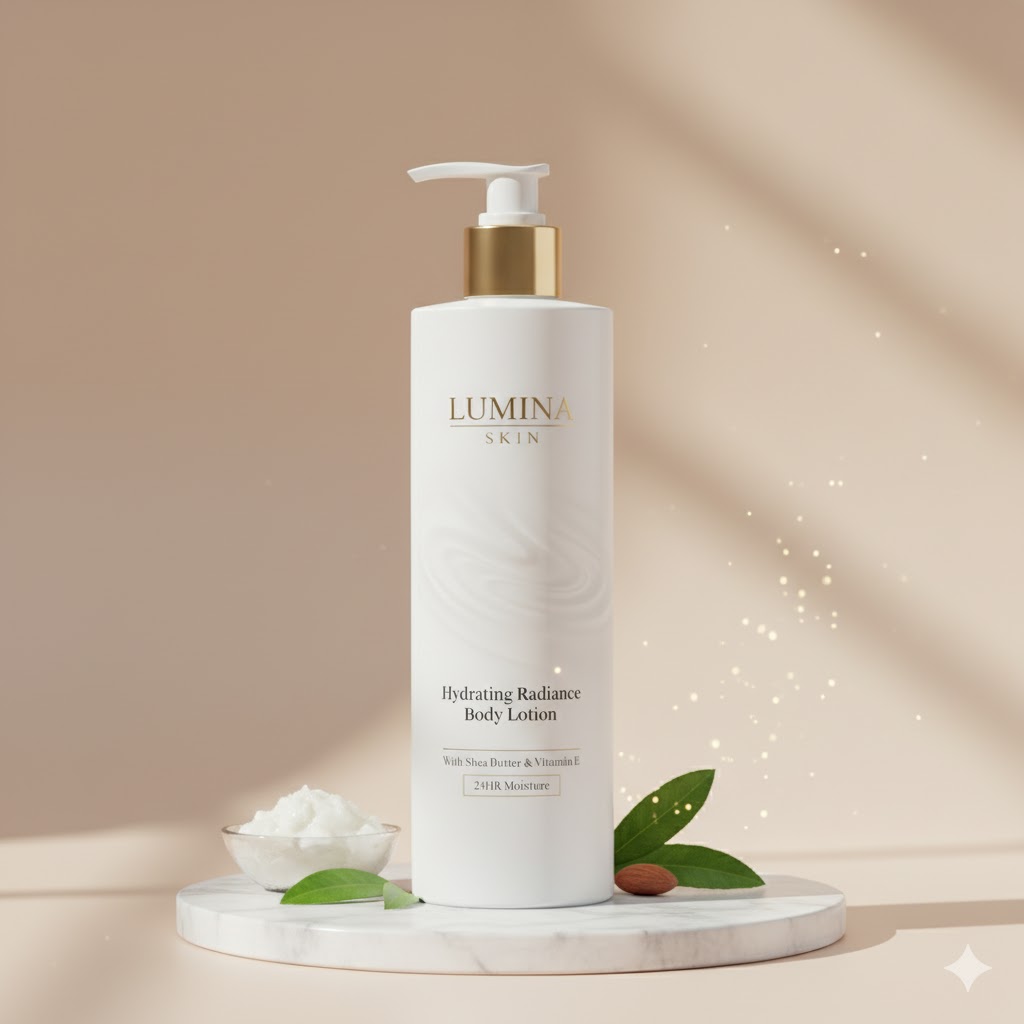 LUMINA
SKIN
Hydrating Radiance
Body Lotion
With Shea Dutter & Vitamin E
24HR Moisture